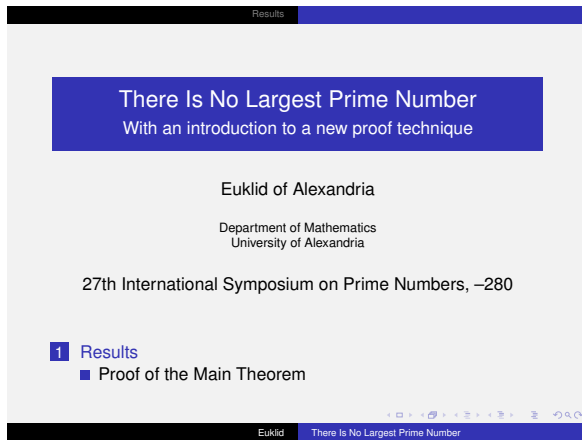 Results
There Is No Largest Prime Number
With an introduction to a new proof technique
Euklid of Alexandria
Department of Mathematics
University of Alexandria
27th International Symposium on Prime Numbers, –280
1 Results
Proof of the Main Theorem
Euklid There Is No Largest Prime Number